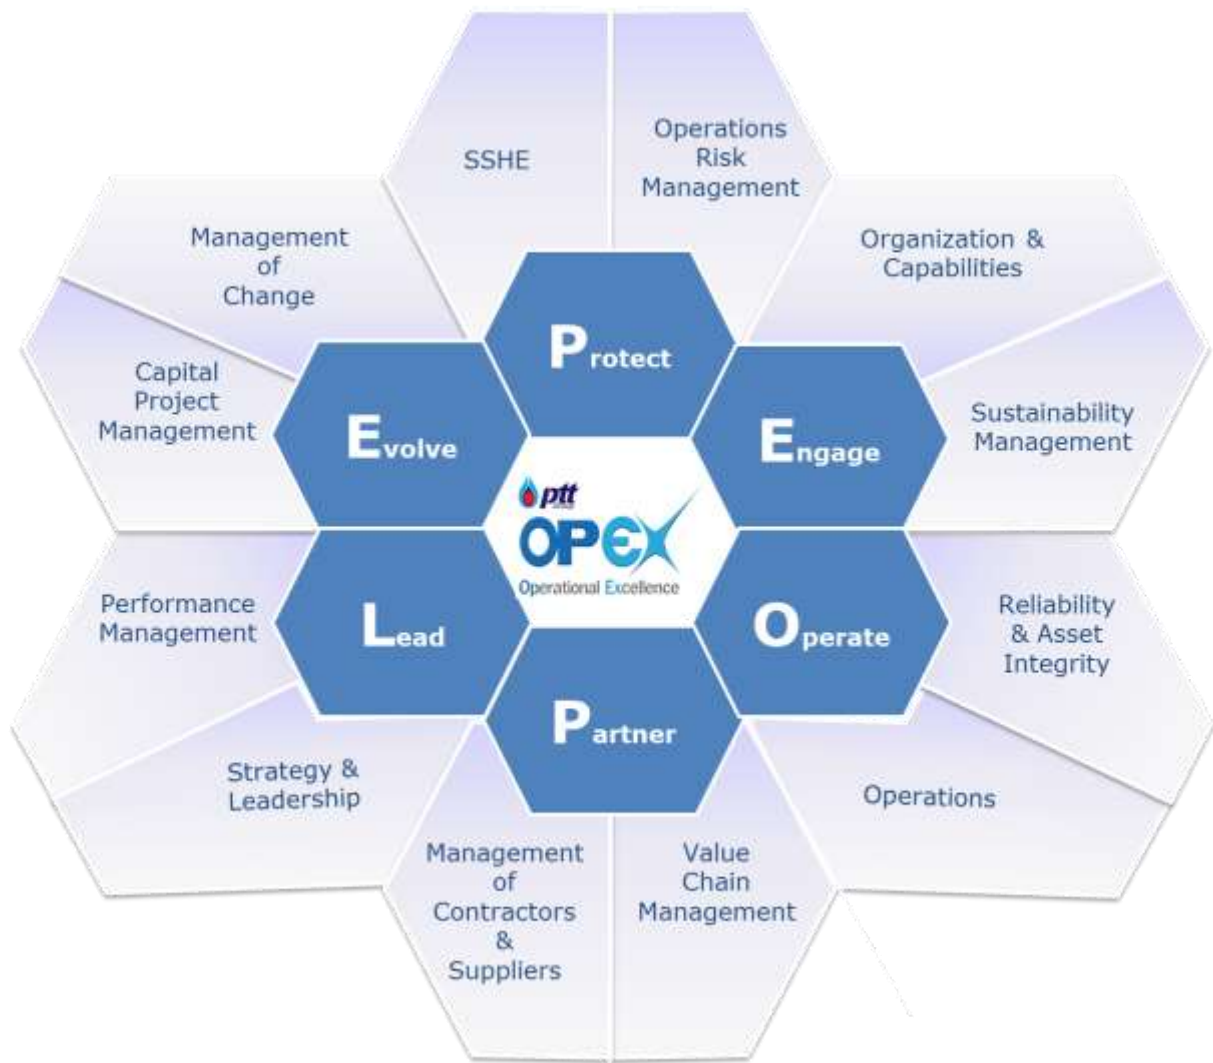 SSHE
Operations
Risk
Management
Management
of
Change
Organization &
Capabilities
Capital
Project
Management
Protect
Evolve
Engage
Sustainability
Management
ptt
OPEX
Operational Excellence
Performance
Management
Lead
Operate
Reliability
& Asset
Integrity
Partner
Strategy &
Leadership
Operations
Management
of
Contractors
&
Suppliers
Value
Chain
Management